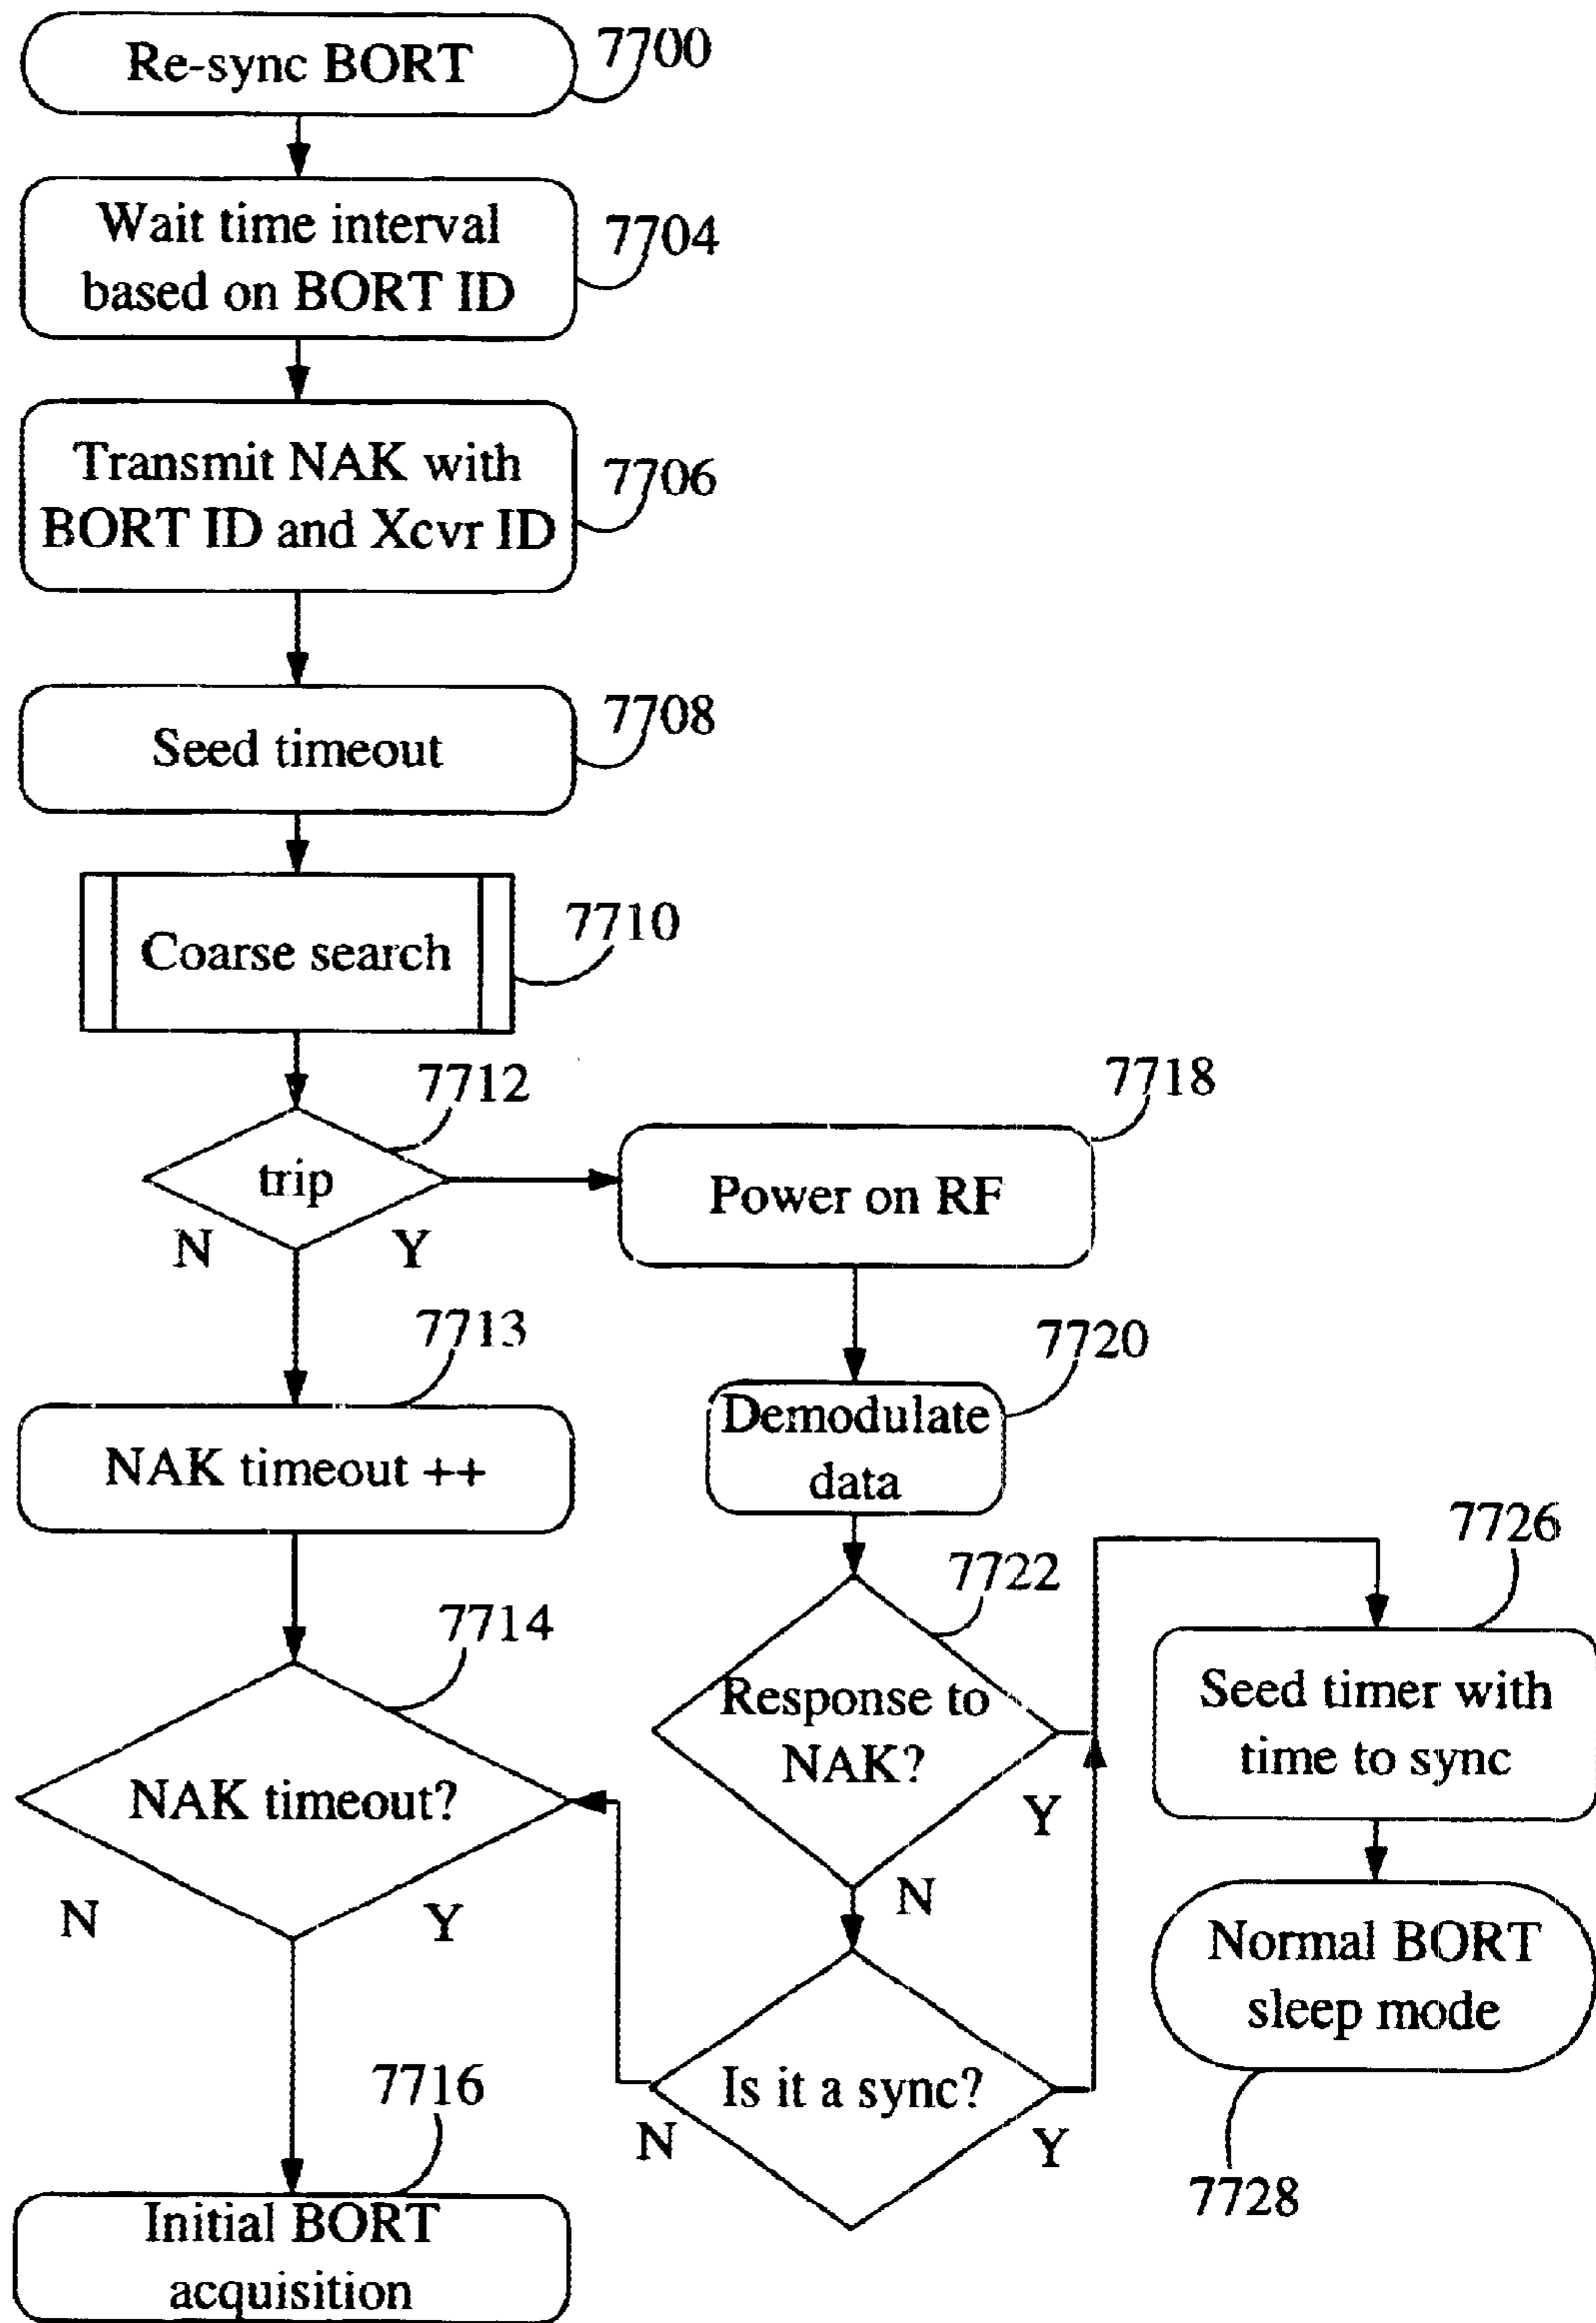 Re-sync BORT
7700
Wait time interval
based on BORT ID
7704
Transmit NAK with
BORT ID and Xcvr ID
7706
Seed timeout
7708
Coarse search
7710
trip
7712
N
Y
Power on RF
7718
NAK timeout ++
7713
Demodulate
data
7720
Response to
NAK?
7722
Y
N
Seed timer with
time to sync
7726
NAK timeout?
7714
N
Y
Is it a sync?
N
Y
Normal BORT
sleep mode
7728
Initial BORT
acquisition
7716